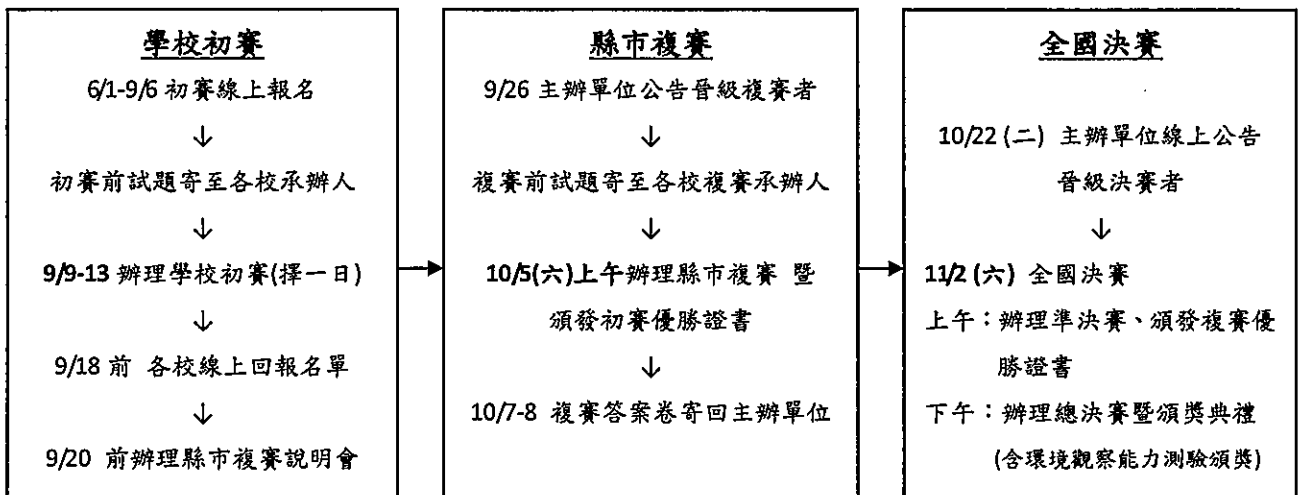 學校初賽
6/1-9/6 初賽線上報名
↓
初賽前試題寄至各校承辦人
↓
9/9-13 辦理學校初賽(擇一日)
↓
9/18 前 各校線上回報名單
↓
9/20 前辦理縣市複賽說明會
縣市複賽
9/26 主辦單位公告晉級複賽者
↓
複賽前試題寄至各校複賽承辦人
↓
10/5(六)上午辦理縣市複賽 暨
頒發初賽優勝證書
↓
10/7-8 複賽答案卷寄回主辦單位
全國決賽
10/22 (二) 主辦單位線上公告
晉級決賽者
↓
11/2 (六) 全國決賽
上午：辦理準決賽、頒發複賽優
勝證書
下午：辦理總決賽暨頒獎典禮
(含環境觀察能力測驗頒獎)